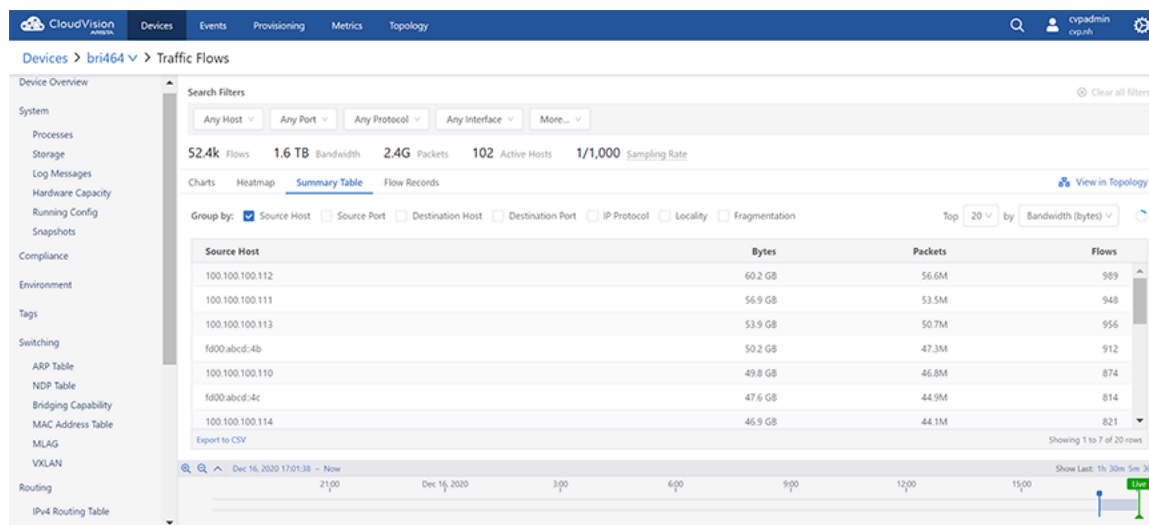 CloudVision
ARISTA
Devices Events Provisioning Metrics Topology
cvpadmin
cvp.nh
Devices > bri464 > Traffic Flows
Device Overview
System
Processes
Storage
Log Messages
Hardware Capacity
Running Config
Snapshots
Compliance
Environment
Tags
Switching
ARP Table
NDP Table
Bridging Capability
MAC Address Table
MLAG
VXLAN
Routing
IPv4 Routing Table
Search Filters Clear all filters
Any Host Any Port Any Protocol Any Interface More...
52.4k Flows 1.6 TB Bandwidth 2.4G Packets 102 Active Hosts 1/1,000 Sampling Rate
Charts Heatmap Summary Table Flow Records View in Topology
Group by: Source Host Source Port Destination Host Destination Port IP Protocol Locality Fragmentation Top 20 by Bandwidth (bytes)
Source Host Bytes Packets Flows
100.100.100.112 60.2 GB 56.6M 989
100.100.100.111 56.9 GB 53.5M 948
100.100.100.113 53.9 GB 50.7M 956
fd00:abcd::4b 50.2 GB 47.3M 912
100.100.100.110 49.8 GB 46.8M 874
fd00:abcd::4c 47.6 GB 44.9M 814
100.100.100.114 46.9 GB 44.1M 821
Export to CSV Showing 1 to 7 of 20 rows
Dec 16, 2020 17:01:38 – Now Show Last: 1h 30m 5m 3
21:00 Dec 16, 2020 3:00 6:00 9:00 12:00 15:00 Live